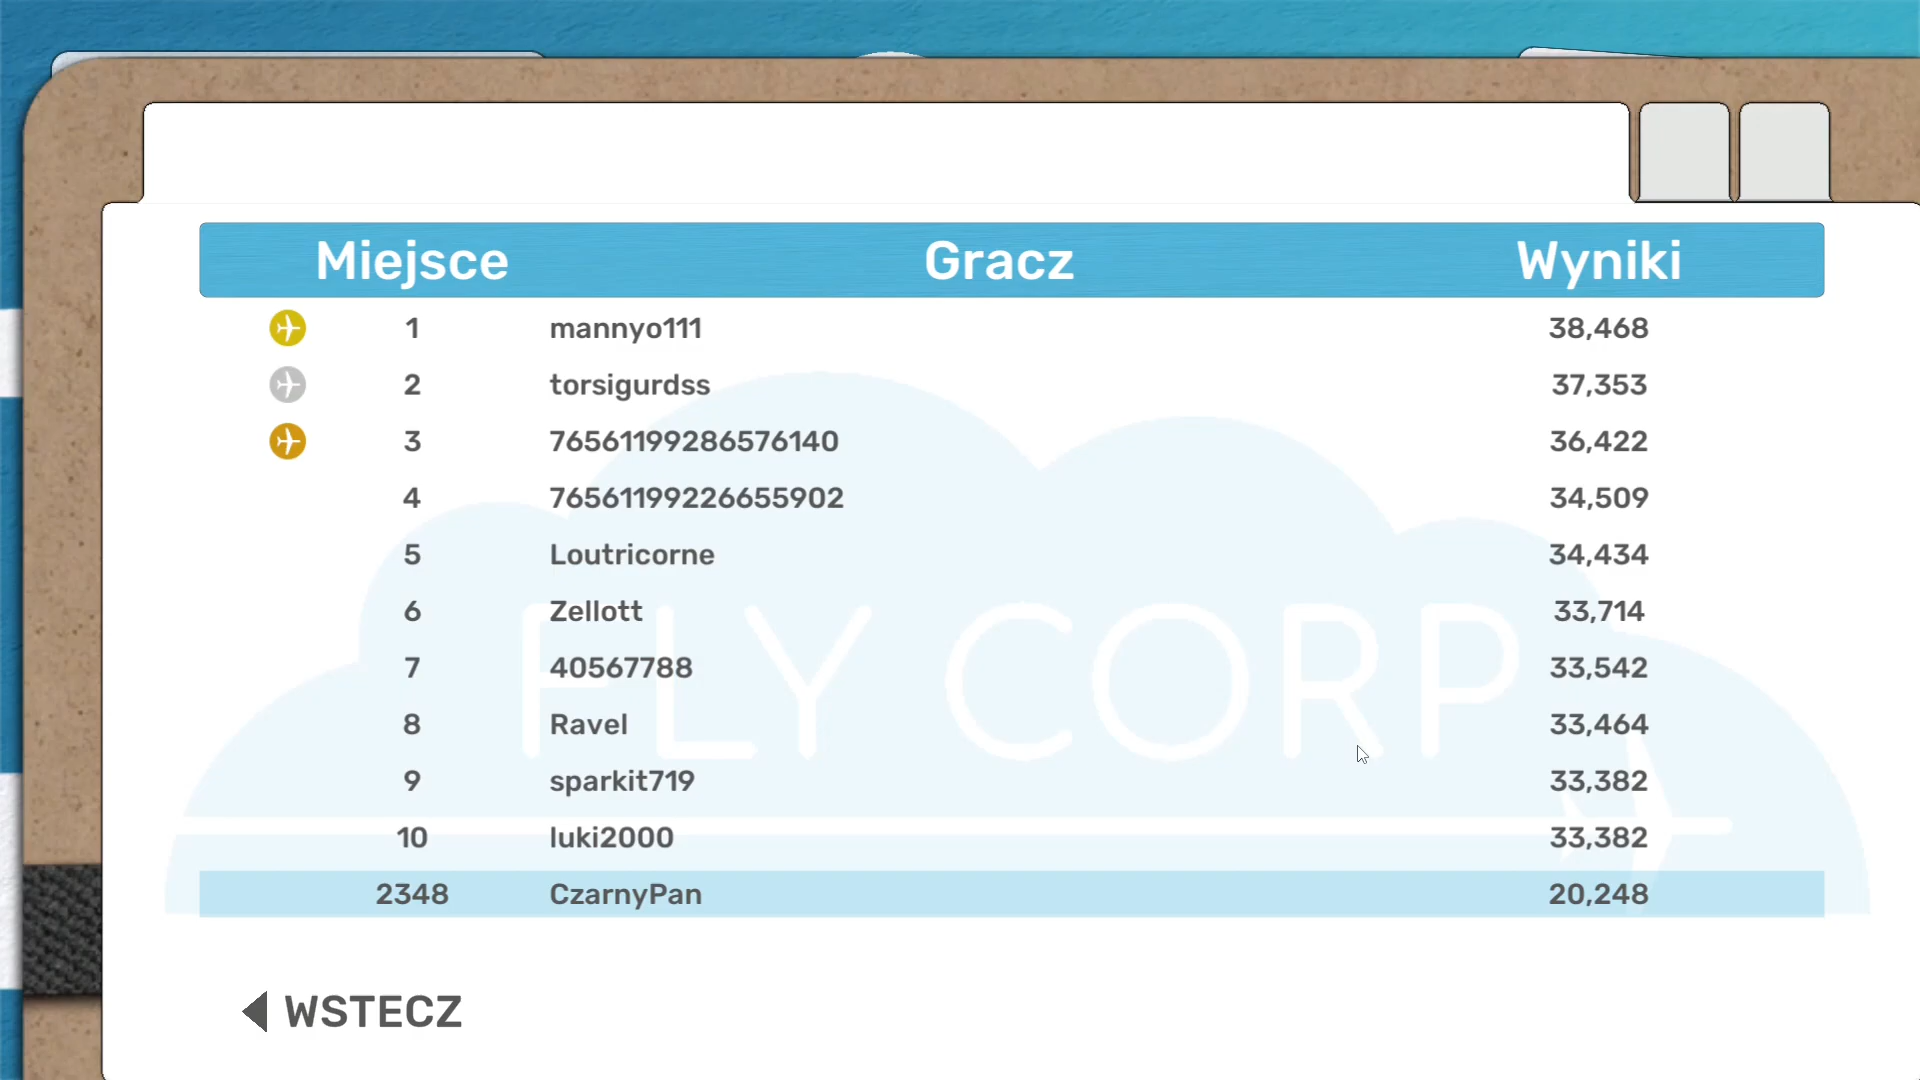 Miejsce Gracz Wyniki
1 mannyo111 38,468
2 torsigurdss 37,353
3 76561199286576140 36,422
4 76561199226655902 34,509
5 Loutricorne 34,434
6 Zellott 33,714
FLY CORP
7 40567788 33,542
8 Ravel 33,464
9 sparkit719 33,382
10 luki2000 33,382
2348 CzarnyPan 20,248
WSTECZ